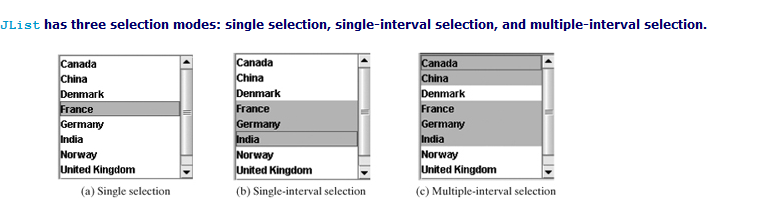 JList has three selection modes: single selection, single-interval selection, and multiple-interval selection.
Canada
China
Denmark
France
Germany
India
Norway
United Kingdom
(a) Single selection
Canada
China
Denmark
France
Germany
India
Norway
United Kingdom
(b) Single-interval selection
Canada
China
Denmark
France
Germany
India
Norway
United Kingdom
(c) Multiple-interval selection